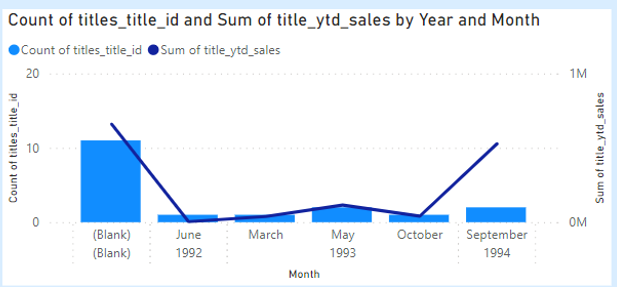 Count of titles_title_id and Sum of title_ytd_sales by Year and Month
Count of titles_title_id Sum of title_ytd_sales
20 1M
10
0 0M
Count of titles_title_id
Sum of title_ytd_sales
(Blank) June March May October September
(Blank) 1992 1993 1994
Month